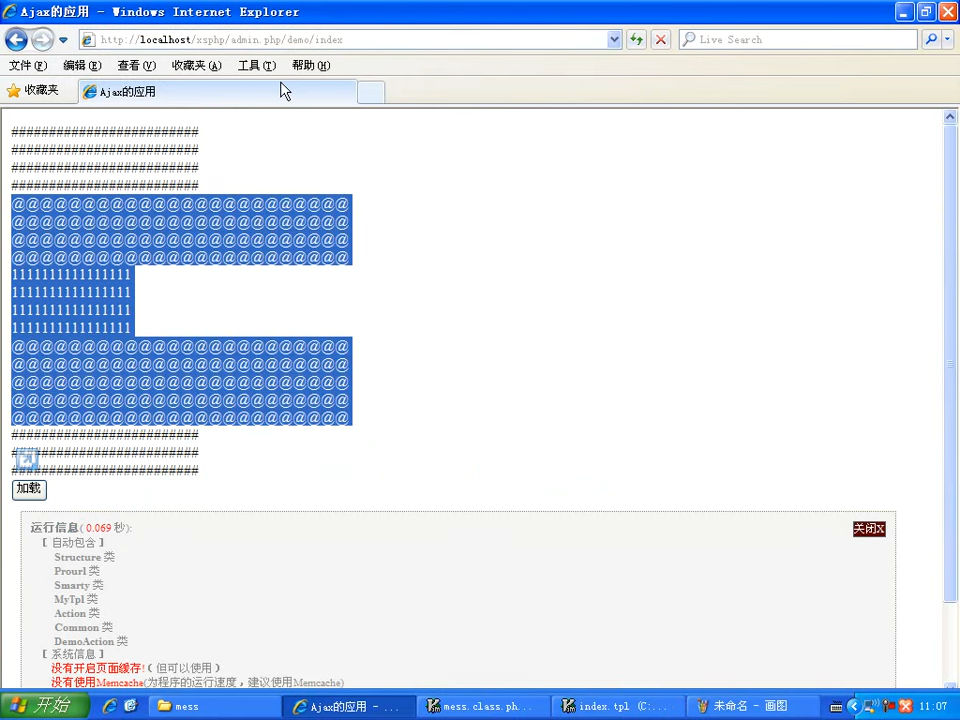 Ajax的应用 - Windows Internet Explorer
http://localhost/xsphp/admin.php/demo/index
Live Search
文件(F) 编辑(E) 查看(V) 收藏夹(A) 工具(T) 帮助(H)
收藏夹 Ajax的应用
#########################
#########################
#########################
#########################
@@@@@@@@@@@@@@@@@@@@@@@@
@@@@@@@@@@@@@@@@@@@@@@@@
@@@@@@@@@@@@@@@@@@@@@@@@
@@@@@@@@@@@@@@@@@@@@@@@@
1111111111111111
1111111111111111
1111111111111111
1111111111111111
@@@@@@@@@@@@@@@@@@@@@@@@
@@@@@@@@@@@@@@@@@@@@@@@@
@@@@@@@@@@@@@@@@@@@@@@@@
@@@@@@@@@@@@@@@@@@@@@@@@
@@@@@@@@@@@@@@@@@@@@@@@@
#########################
#########################
#########################
加载
运行信息( 0.069 秒): 关闭X
[ 自动包含 ]
Structure 类
Prourl 类
Smarty 类
MyTpl 类
Action 类
Common 类
DemoAction 类
[ 系统信息 ]
没有开启页面缓存! ( 但可以使用 )
没有使用Memcache(为程序的运行速度，建议使用Memcache)
开始 mess Ajax的应用 - ... mess.class.ph... index.tpl (C:... 未命名 - 画图 11:07